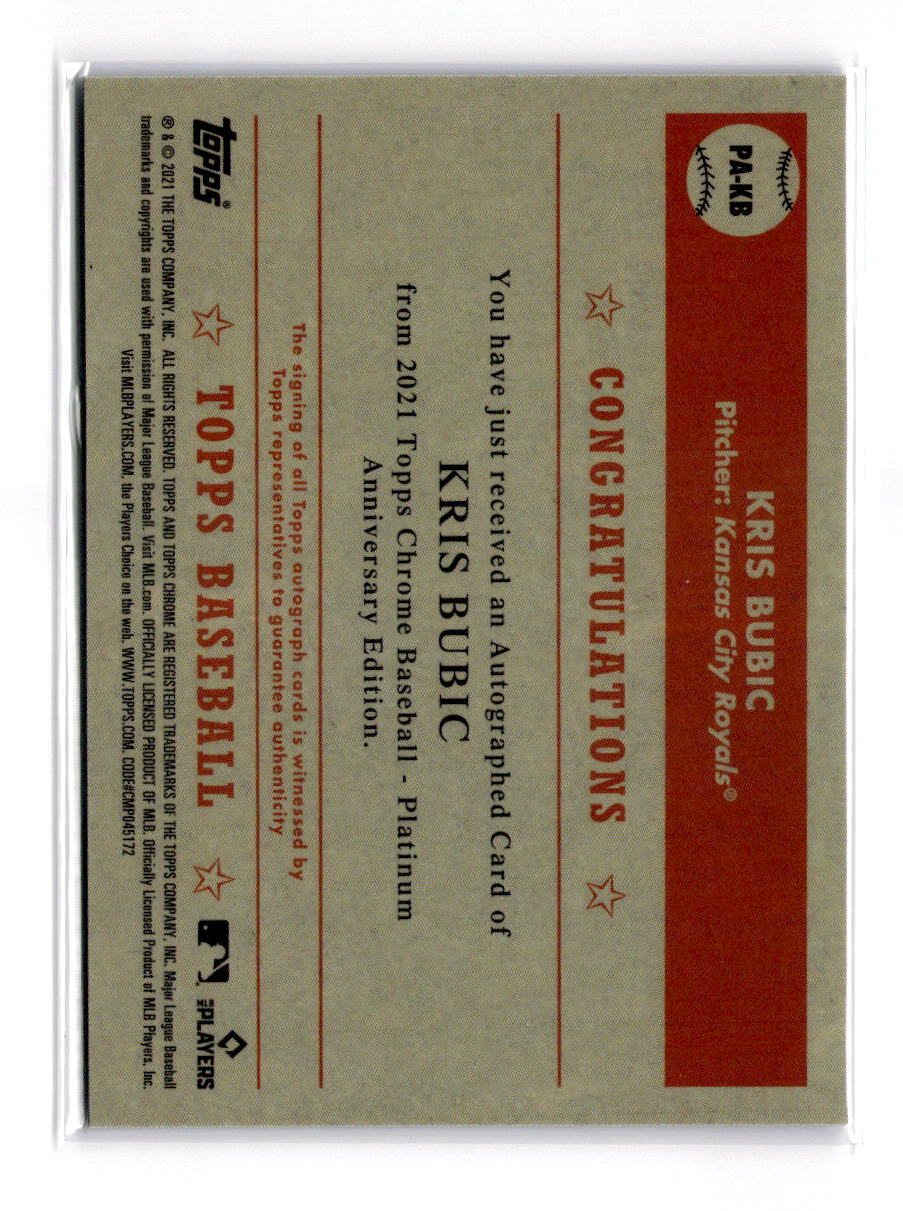 PA-KB
KRIS BUBIC
Pitcher: Kansas City Royals®
CONGRATULATIONS
You have just received an Autographed Card of
KRIS BUBIC
from 2021 Topps Chrome Baseball - Platinum
Anniversary Edition.
The signing of all Topps autograph cards is witnessed by
Topps representatives to guarantee authenticity
topps®
TOPPS BASEBALL
MLB PLAYERS
® & © 2021 THE TOPPS COMPANY, INC. ALL RIGHTS RESERVED. TOPPS AND TOPPS CHROME ARE REGISTERED TRADEMARKS OF THE TOPPS COMPANY, INC. Major League Baseball
trademarks and copyrights are used with permission of Major League Baseball. Visit MLB.com. OFFICIALLY LICENSED PRODUCT OF MLB. Officially Licensed Product of MLB Players, Inc.
Visit MLBPLAYERS.COM, the Players Choice on the web. WWW.TOPPS.COM. CODE#CMP045172